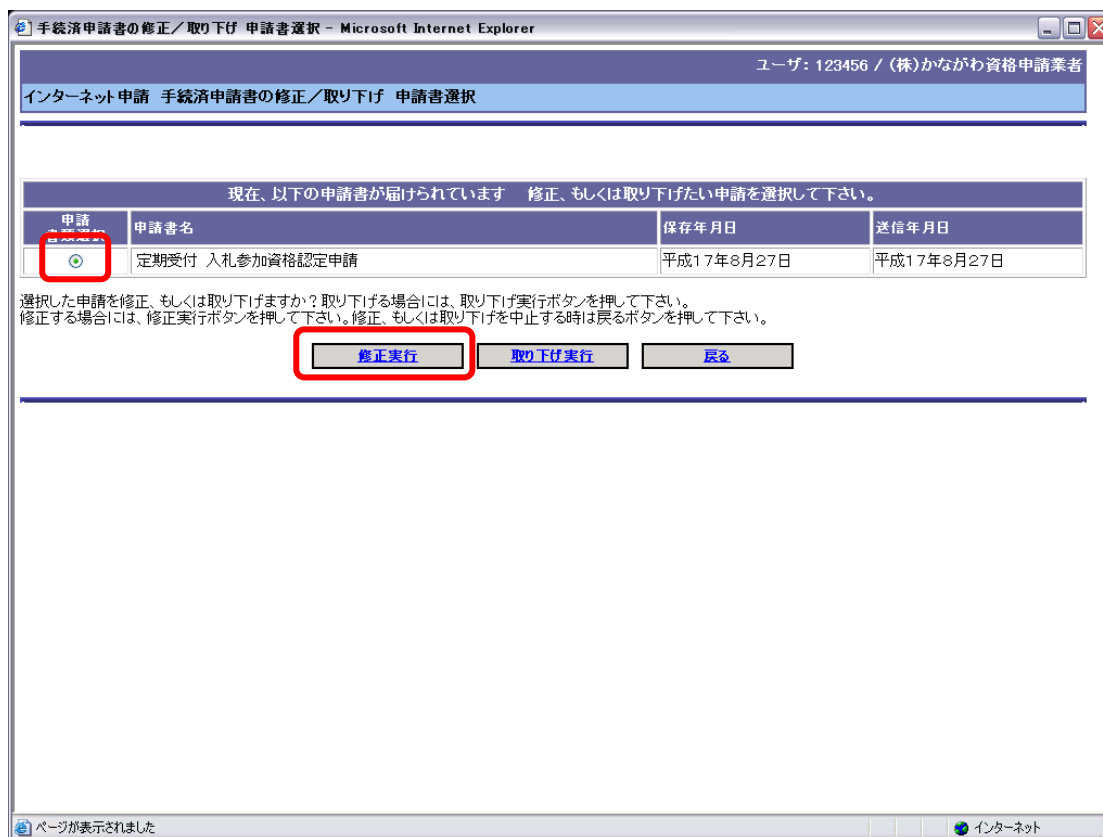 手続済申請書の修正／取り下げ 申請書選択 - Microsoft Internet Explorer
ユーザ: 123456 / (株)かながわ資格申請業者
インターネット申請 手続済申請書の修正／取り下げ 申請書選択
現在、以下の申請書が届けられています 修正、もしくは取り下げたい申請を選択して下さい。
申請
書類選択 申請書名 保存年月日 送信年月日
定期受付 入札参加資格認定申請 平成17年8月27日 平成17年8月27日
選択した申請を修正、もしくは取り下げますか？取り下げる場合には、取り下げ実行ボタンを押して下さい。
修正する場合には、修正実行ボタンを押して下さい。修正、もしくは取り下げを中止する時は戻るボタンを押して下さい。
修正実行 取り下げ実行 戻る
ページが表示されました インターネット